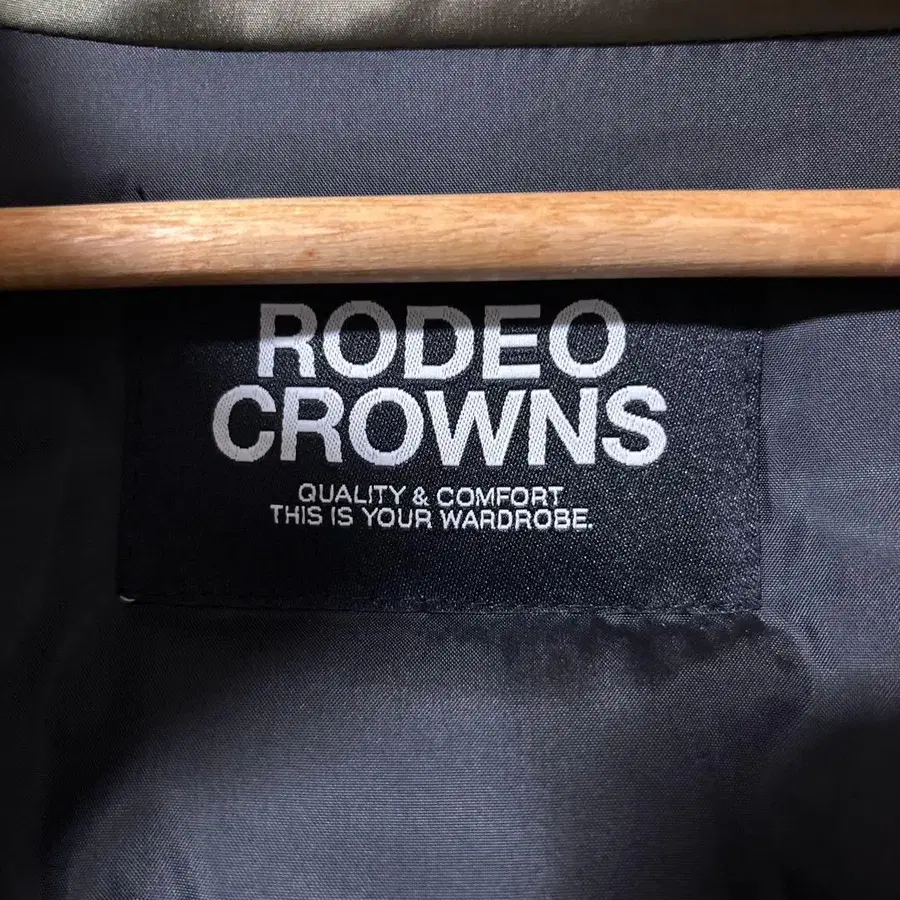 RODEO
CROWNS
QUALITY & COMFORT
THIS IS YOUR WARDROBE.